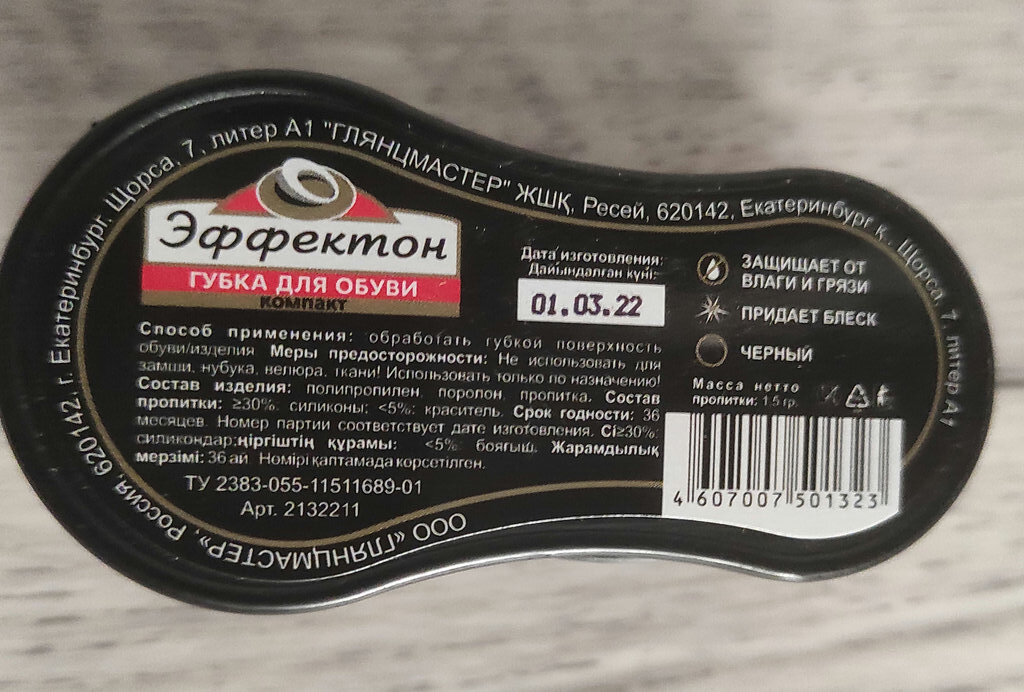 ООО «ГЛЯНЦМАСТЕР», Россия, 620142, г. Екатеринбург, Щорса, 7, литер А1 "ГЛЯНЦМАСТЕР" ЖШҚ, Ресей, 620142, Екатеринбург к., Щорса, 7, литер А1
Эффектон
ГУБКА ДЛЯ ОБУВИ
компакт
Способ применения: обработать губкой поверхность
обуви/изделия Меры предосторожности: Не использовать для
замши, нубука, велюра, ткани! Использовать только по назначению!
Состав изделия: полипропилен, поролон, пропитка. Состав
пропитки: ≥30%: силиконы; <5%: краситель. Срок годности: 36
месяцев. Номер партии соответствует дате изготовления. Сі≥30%:
силикондар;ңіргіштің құрамы: <5% бояғыш. Жарамдылық
мерзімі: 36 ай. Нөмірі қаптамада көрсетілген.
ТУ 2383-055-11511689-01
Арт. 2132211
Дата изготовления:
Дайындалған күні:
01.03.22
ЗАЩИЩАЕТ ОТ
ВЛАГИ И ГРЯЗИ
ПРИДАЕТ БЛЕСК
ЧЕРНЫЙ
Масса нетто
пропитки: 1.5 гр.
4 607007 501323